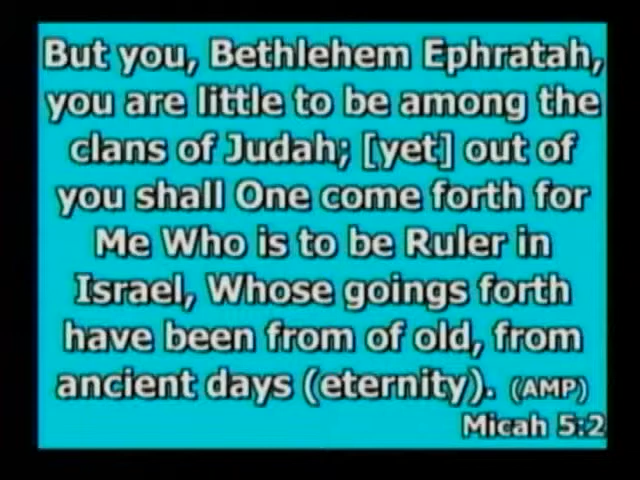 But you, Bethlehem Ephratah,
you are little to be among the
clans of Judah; [yet] out of
you shall One come forth for
Me Who is to be Ruler in
Israel, Whose goings forth
have been from of old, from
ancient days (eternity). (AMP)
Micah 5:2